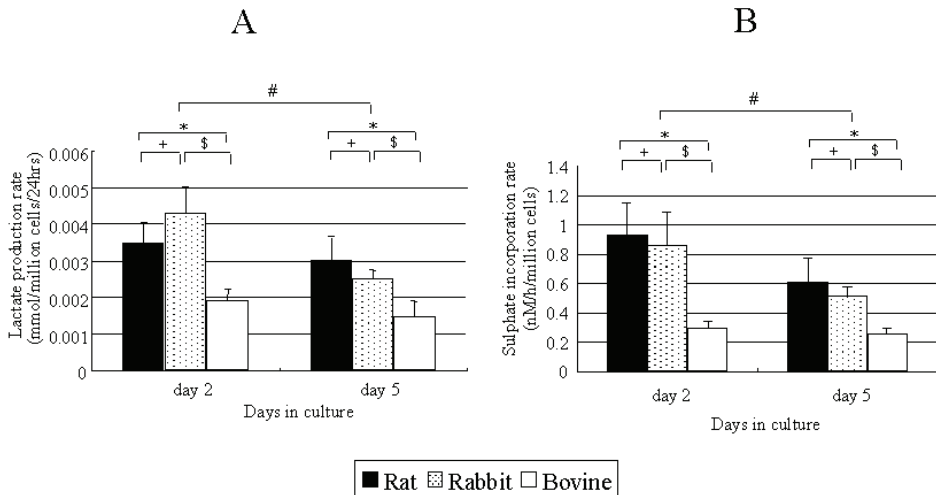 A
#
*
+ $
*
+ $
0.006
0.005
0.004
0.003
0.002
0.001
0
Lactate production rate
(mmol/million cells/24hrs)
day 2 day 5
Days in culture
B
#
*
+ $
*
+ $
1.4
1.2
1
0.8
0.6
0.4
0.2
0
Sulphate incorporation rate
(nM/h/million cells)
day 2 day 5
Days in culture
Rat Rabbit Bovine